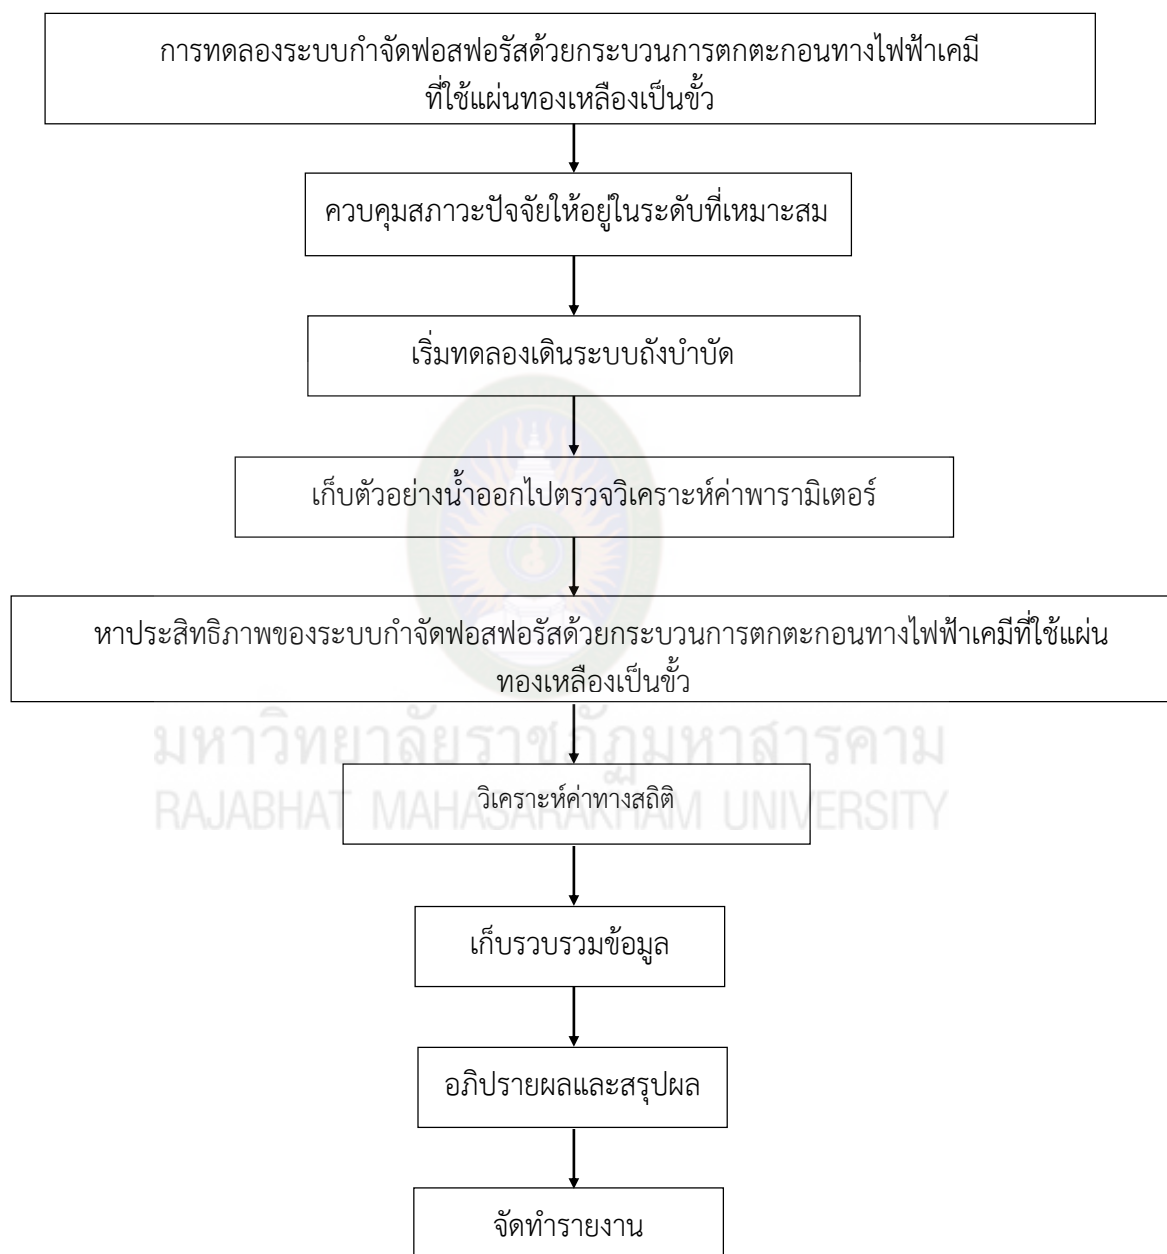 การทดลองระบบกำจัดฟอสฟอรัสด้วยกระบวนการตกตะกอนทางไฟฟ้าเคมี
ที่ใช้แผ่นทองเหลืองเป็นขั้ว
ควบคุมสภาวะปัจจัยให้อยู่ในระดับที่เหมาะสม
เริ่มทดลองเดินระบบถังบำบัด
เก็บตัวอย่างน้ำออกไปตรวจวิเคราะห์ค่าพารามิเตอร์
หาประสิทธิภาพของระบบกำจัดฟอสฟอรัสด้วยกระบวนการตกตะกอนทางไฟฟ้าเคมีที่ใช้แผ่น
ทองเหลืองเป็นขั้ว
มหาวิทยาลัยราชภัฏมหาสารคาม
RAJABHAT MAHASARAKHAM UNIVERSITY
วิเคราะห์ค่าทางสถิติ
เก็บรวบรวมข้อมูล
อภิปรายผลและสรุปผล
จัดทำรายงาน